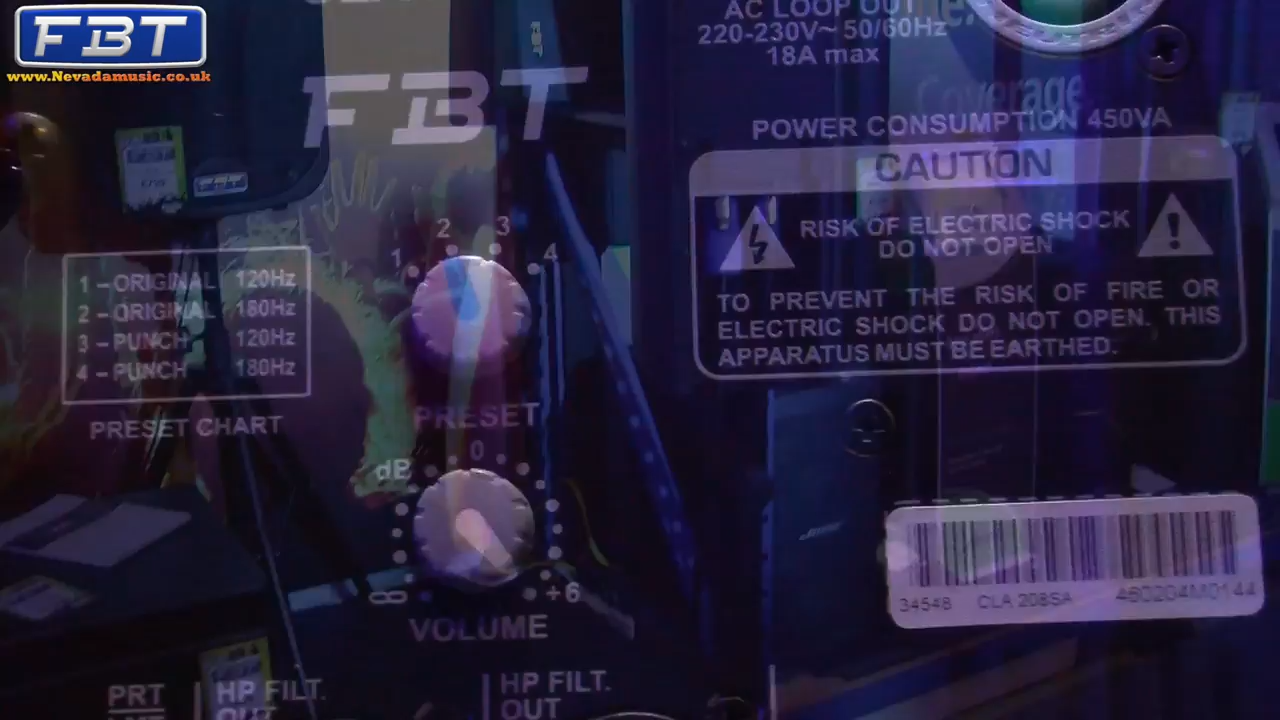 FBT
www.Nevadamusic.co.uk
FBT
AC LOOP OUT
220-230V~ 50/60Hz
18A max
Coverage
POWER CONSUMPTION 450VA
CAUTION
RISK OF ELECTRIC SHOCK
DO NOT OPEN
TO PREVENT THE RISK OF FIRE OR
ELECTRIC SHOCK DO NOT OPEN. THIS
APPARATUS MUST BE EARTHED.
1 2 3 4
1 - ORIGINAL 120Hz
2 - ORIGINAL 180Hz
3 - PUNCH 120Hz
4 - PUNCH 180Hz
PRESET CHART
PRESET
dB 0
∞ +6
VOLUME
BOSE
34548 CLA 208SA 460204M0144
PRT
HP FILT.
OUT
HP FILT.
OUT